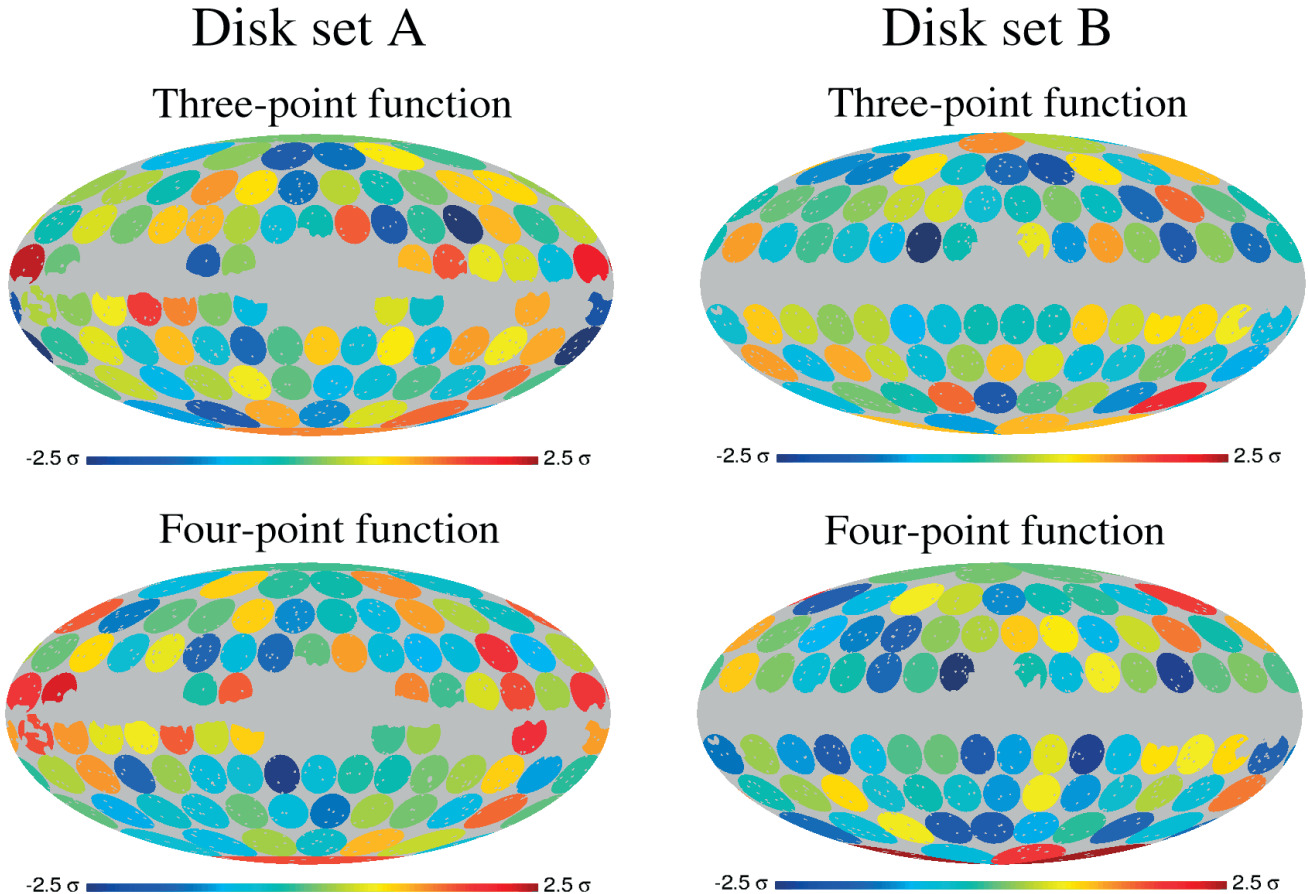 Disk set A
Disk set B
Three-point function
Three-point function
-2.5 σ
2.5 σ
-2.5 σ
2.5 σ
Four-point function
Four-point function
-2.5 σ
2.5 σ
-2.5 σ
2.5 σ